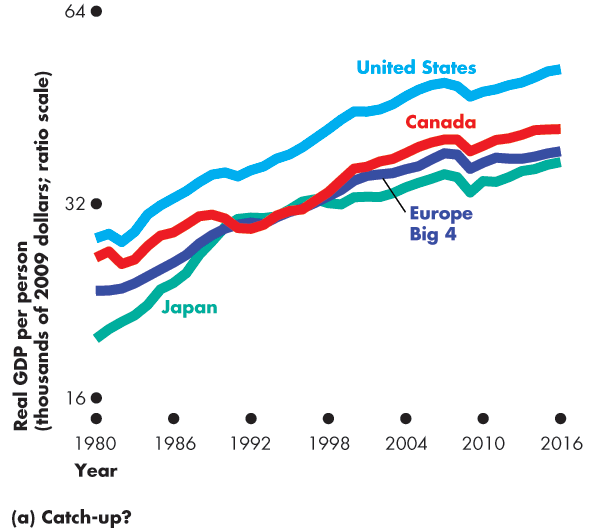 Real GDP per person
(thousands of 2009 dollars; ratio scale)
64
32
16
United States
Canada
Europe
Big 4
Japan
1980 1986 1992 1998 2004 2010 2016
Year
(a) Catch-up?